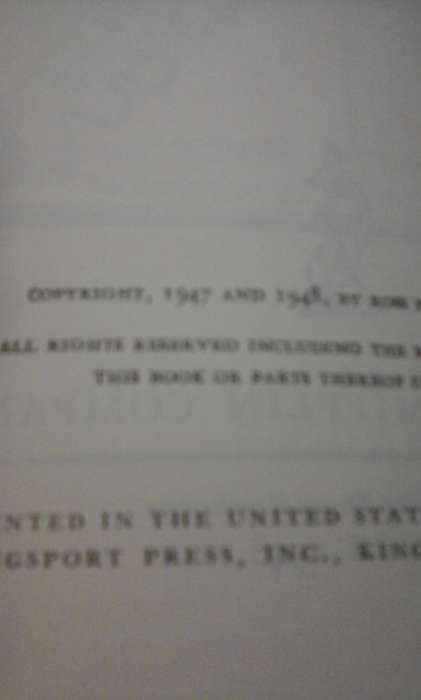 COPYRIGHT, 1947 AND 1948, BY ROB
ALL RIGHTS RESERVED INCLUDING THE
THIS BOOK OR PARTS THEREOF
NTED IN THE UNITED STAT
GSPORT PRESS, INC., KING